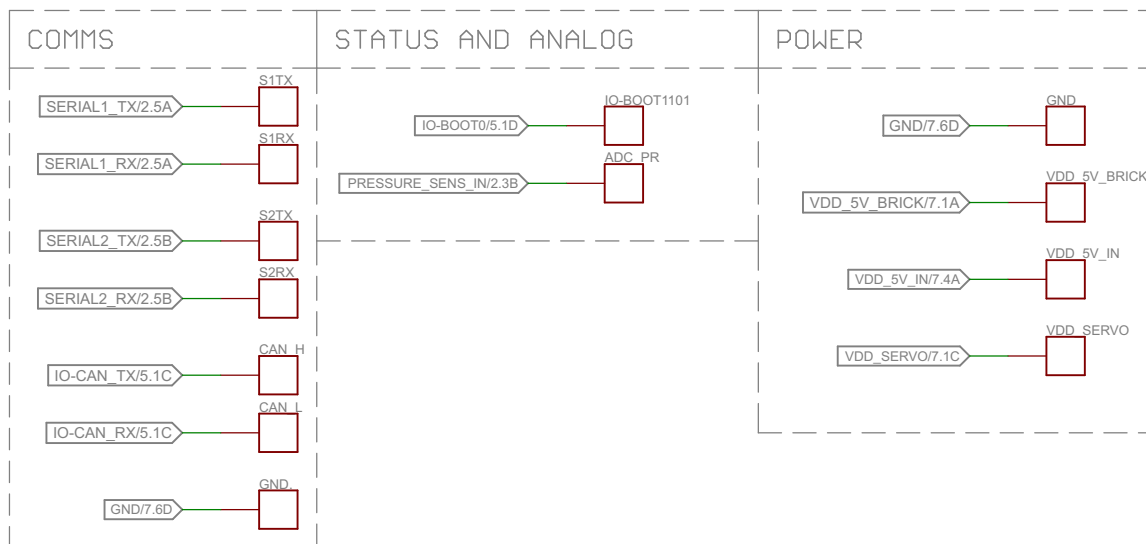 COMMS
S1TX
SERIAL1_TX/2.5A
S1RX
SERIAL1_RX/2.5A
S2TX
SERIAL2_TX/2.5B
S2RX
SERIAL2_RX/2.5B
CAN_H
IO-CAN_TX/5.1C
CAN_L
IO-CAN_RX/5.1C
GND.
GND/7.6D
STATUS AND ANALOG
IO-BOOT1101
IO-BOOT0/5.1D
ADC_PR
PRESSURE_SENS_IN/2.3B
POWER
GND
GND/7.6D
VDD_5V_BRICK
VDD_5V_BRICK/7.1A
VDD_5V_IN
VDD_5V_IN/7.4A
VDD_SERVO
VDD_SERVO/7.1C